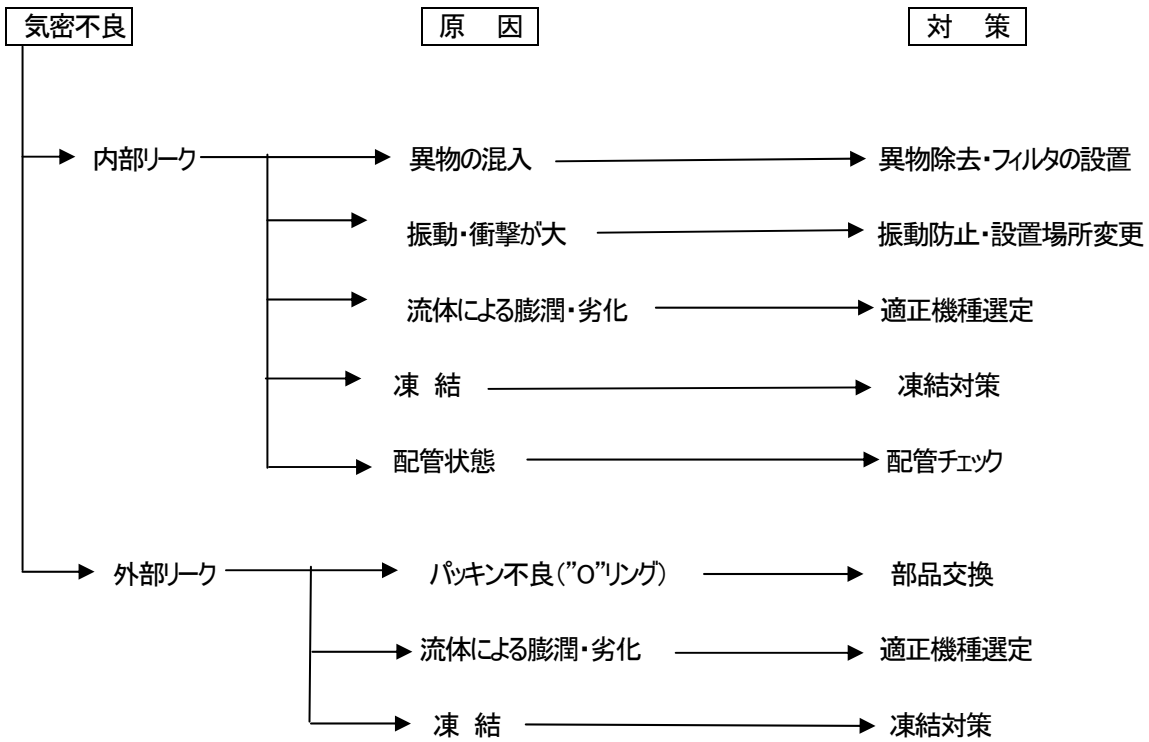 気密不良 原 因 対 策
内部リーク 異物の混入 異物除去・フィルタの設置
振動・衝撃が大 振動防止・設置場所変更
流体による膨潤・劣化 適正機種選定
凍 結 凍結対策
配管状態 配管チェック
外部リーク パッキン不良(”O”リング) 部品交換
流体による膨潤・劣化 適正機種選定
凍 結 凍結対策